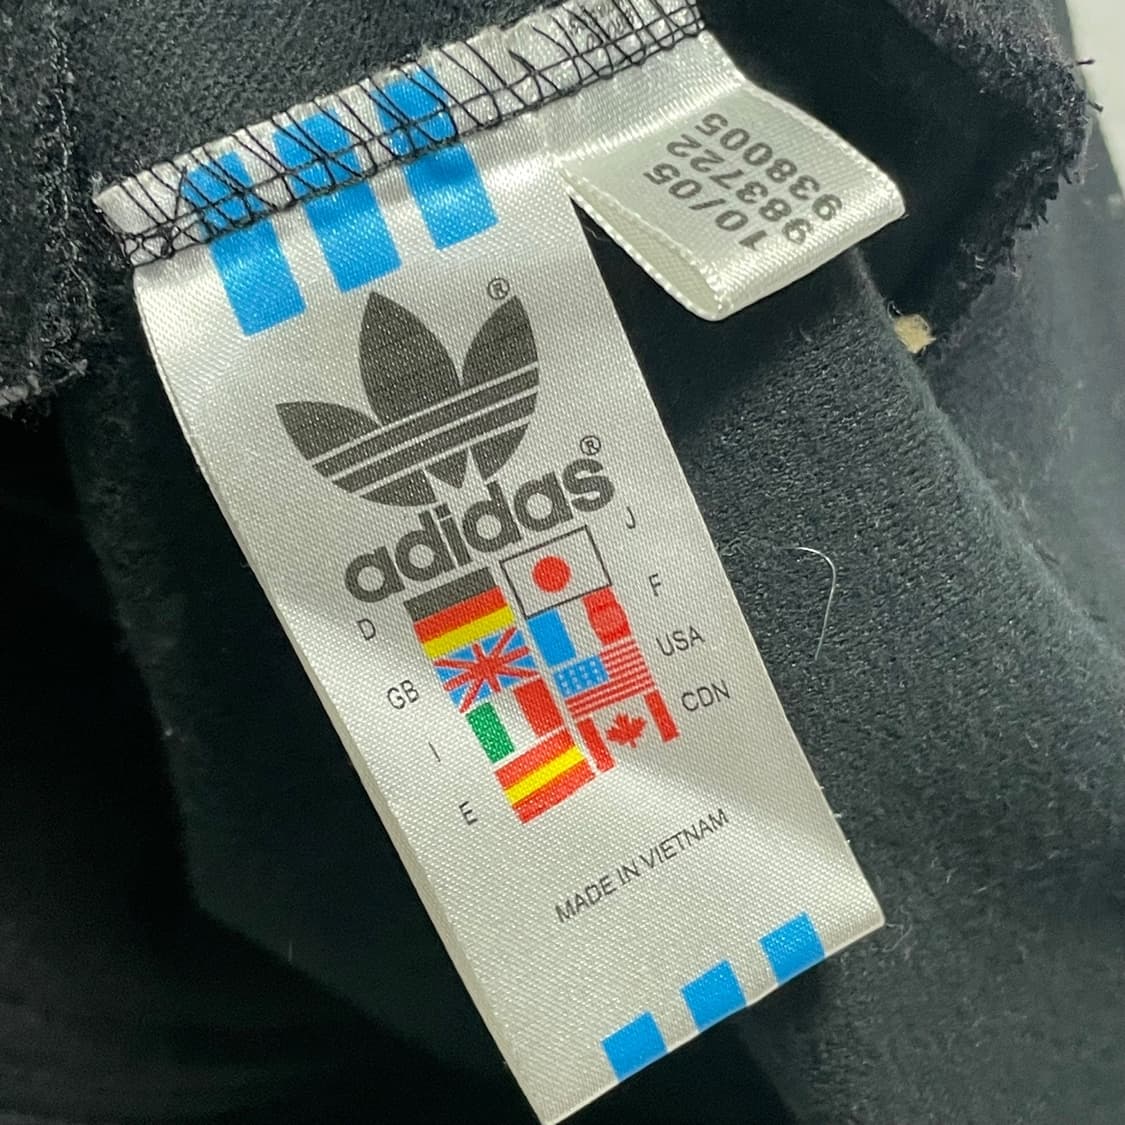 adidas®
®
D
J
GB
F
I
USA
E
CDN
MADE IN VIETNAM
10/05
983722
938005